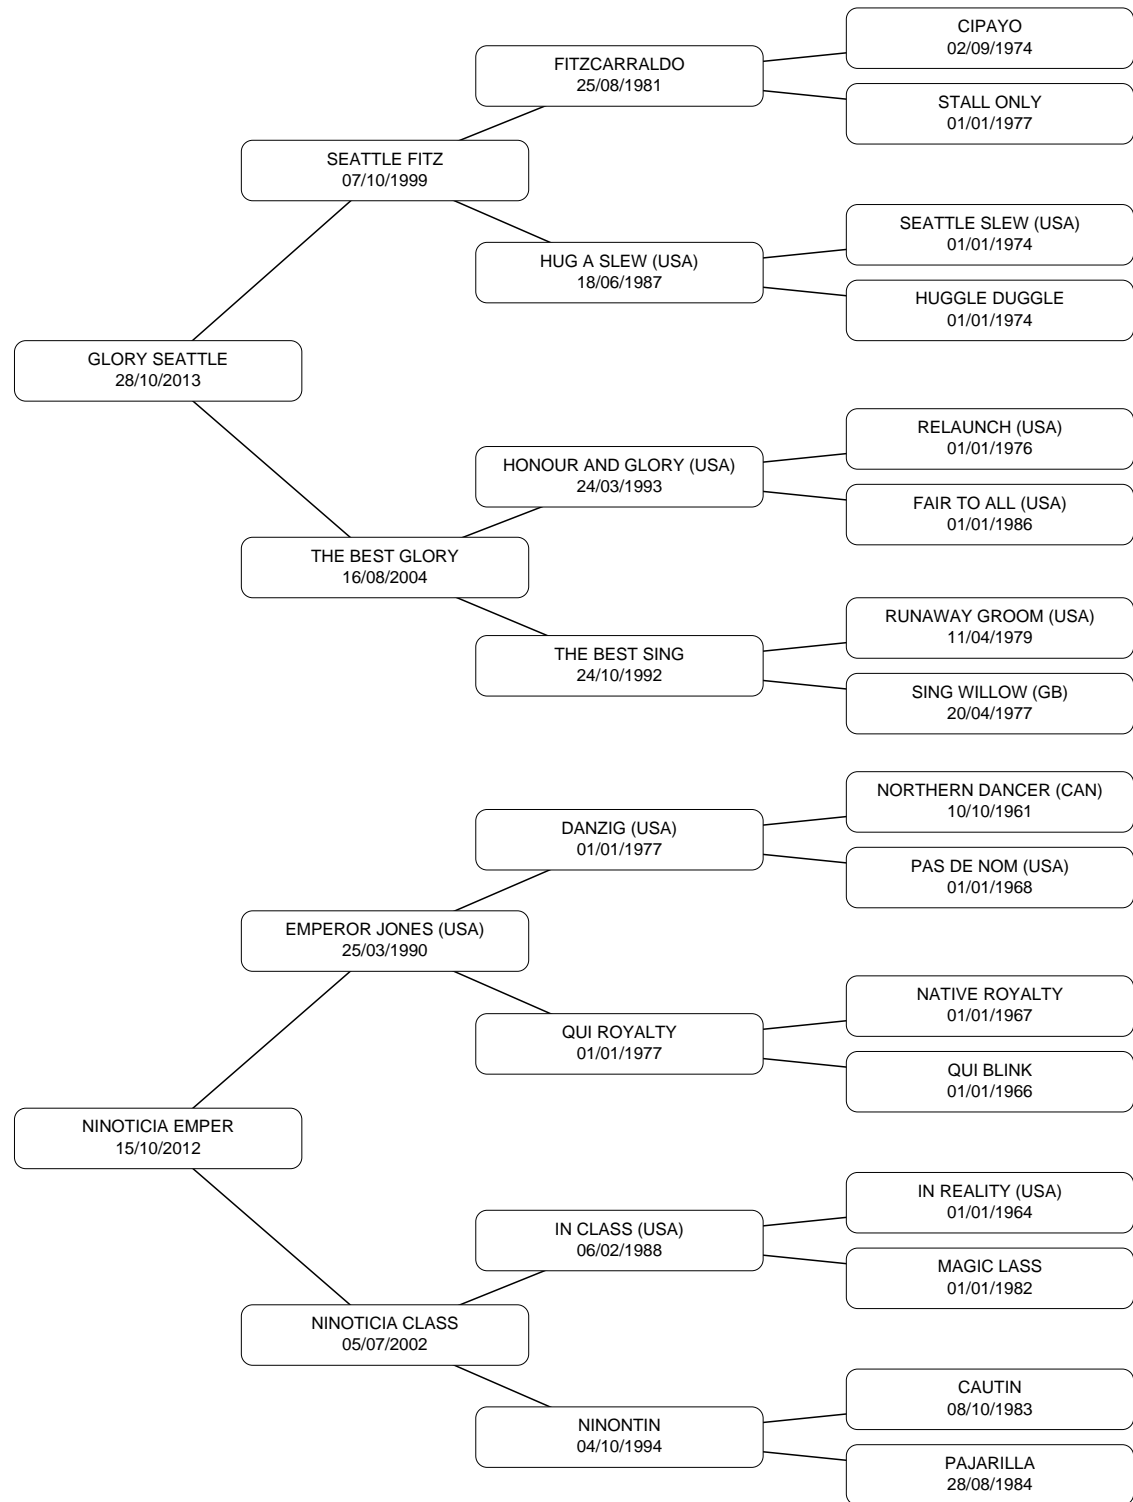 CIPAYO
02/09/1974
FITZCARRALDO
25/08/1981
STALL ONLY
01/01/1977
SEATTLE FITZ
07/10/1999
SEATTLE SLEW (USA)
01/01/1974
HUG A SLEW (USA)
18/06/1987
HUGGLE DUGGLE
01/01/1974
GLORY SEATTLE
28/10/2013
RELAUNCH (USA)
01/01/1976
HONOUR AND GLORY (USA)
24/03/1993
FAIR TO ALL (USA)
01/01/1986
THE BEST GLORY
16/08/2004
RUNAWAY GROOM (USA)
11/04/1979
THE BEST SING
24/10/1992
SING WILLOW (GB)
20/04/1977
NORTHERN DANCER (CAN)
10/10/1961
DANZIG (USA)
01/01/1977
PAS DE NOM (USA)
01/01/1968
EMPEROR JONES (USA)
25/03/1990
NATIVE ROYALTY
01/01/1967
QUI ROYALTY
01/01/1977
QUI BLINK
01/01/1966
NINOTICIA EMPER
15/10/2012
IN REALITY (USA)
01/01/1964
IN CLASS (USA)
06/02/1988
MAGIC LASS
01/01/1982
NINOTICIA CLASS
05/07/2002
CAUTIN
08/10/1983
NINONTIN
04/10/1994
PAJARILLA
28/08/1984